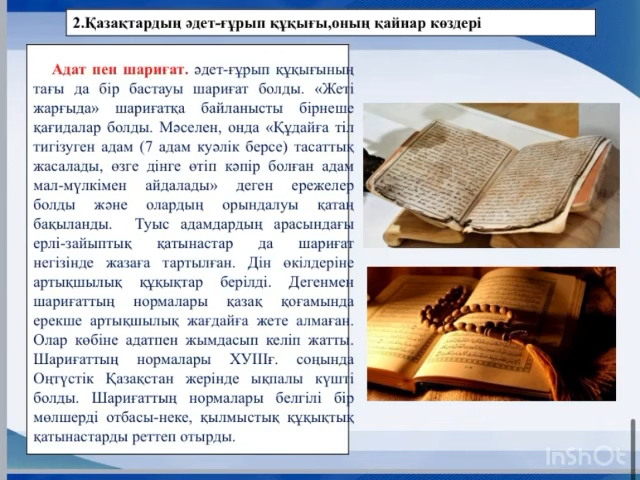 2.Қазақтардың әдет-ғұрып құқығы,оның қайнар көздері
Адат пен шариғат. әдет-ғұрып құқығының
тағы да бір бастауы шариғат болды. «Жеті
жарғыда» шариғатқа байланысты бірнеше
қағидалар болды. Мәселен, онда «Құдайға тіл
тигізуген адам (7 адам куәлік берсе) тасаттық
жасалады, өзге дінге өтіп кәпір болған адам
мал-мүлкімен айдалады» деген ережелер
болды және олардың орындалуы қатаң
бақыланды. Туыс адамдардың арасындағы
ерлі-зайыптық қатынастар да шариғат
негізінде жазаға тартылған. Дін өкілдеріне
артықшылық құқықтар берілді. Дегенмен
шариғаттың нормалары қазақ қоғамында
ерекше артықшылық жағдайға жете алмаған.
Олар көбіне адатпен жымдасып келіп жатты.
Шариғаттың нормалары ХУІІІғ. соңында
Оңтүстік Қазақстан жерінде ықпалы күшті
болды. Шариғаттың нормалары белгілі бір
мөлшерді отбасы-неке, қылмыстық құқықтық
қатынастарды реттеп отырды.
InShOt